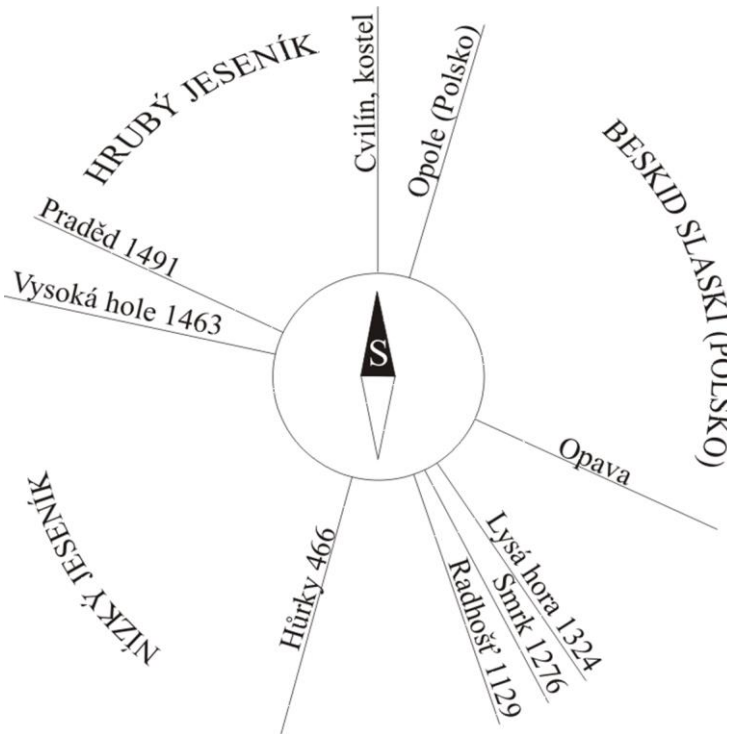 HRUBÝ JESENÍK
Cvilín, kostel
Opole (Polsko)
BESKID SLASKI (POLSKO)
Praděd 1491
Vysoká hole 1463
S
Opava
Lysá hora 1324
Smrk 1276
Radhošť 1129
Hůrky 466
NÍZKÝ JESENÍK